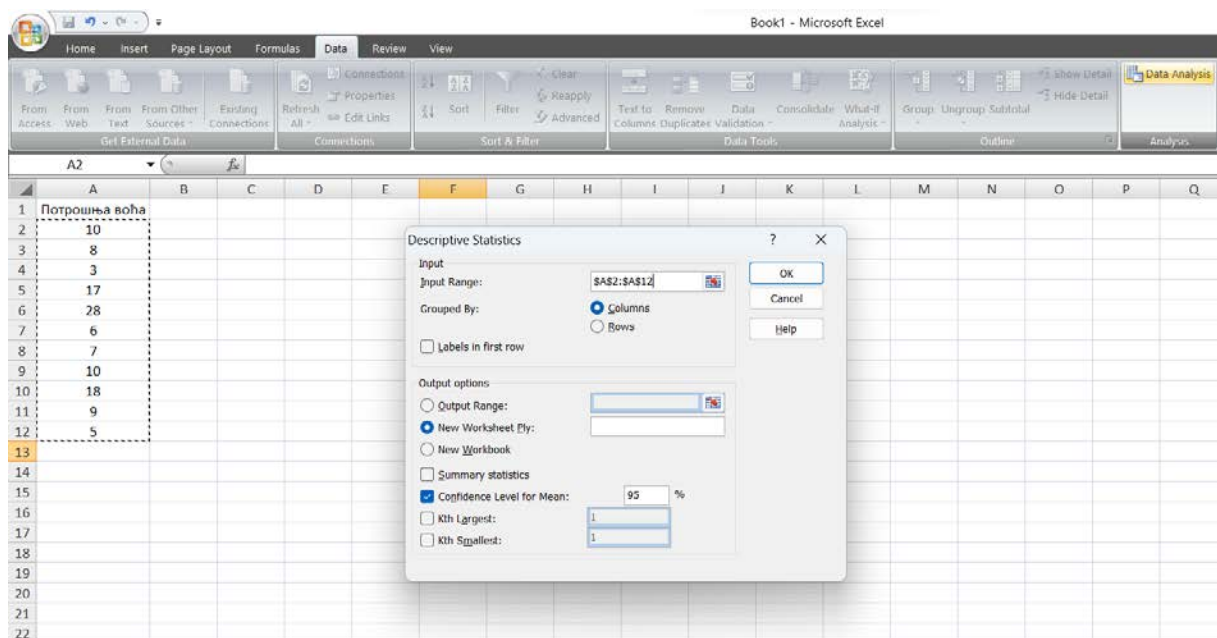 Book1 - Microsoft Excel
Home Insert Page Layout Formulas Data Review View
From Access From Web From Text From Other Sources Existing Connections
Get External Data
Refresh All Connections Properties Edit Links
Connections
Sort Filter Clear Reapply Advanced
Sort & Filter
Text to Columns Remove Duplicates Data Validation Consolidate What-If Analysis
Data Tools
Group Ungroup Subtotal Show Detail Hide Detail
Outline
Data Analysis
Analysis
A2 fx
A B C D E F G H I J K L M N O P Q
1 Потрошња воћа
2 10
3 8
4 3
5 17
6 28
7 6
8 7
9 10
10 18
11 9
12 5
13
14
15
16
17
18
19
20
21
22
Descriptive Statistics ?
Input
Input Range: $A$2:$A$12
Grouped By: Columns
Rows
Labels in first row
OK
Cancel
Help
Output options
Output Range:
New Worksheet Ply:
New Workbook
Summary statistics
Confidence Level for Mean: 95 %
Kth Largest: 1
Kth Smallest: 1